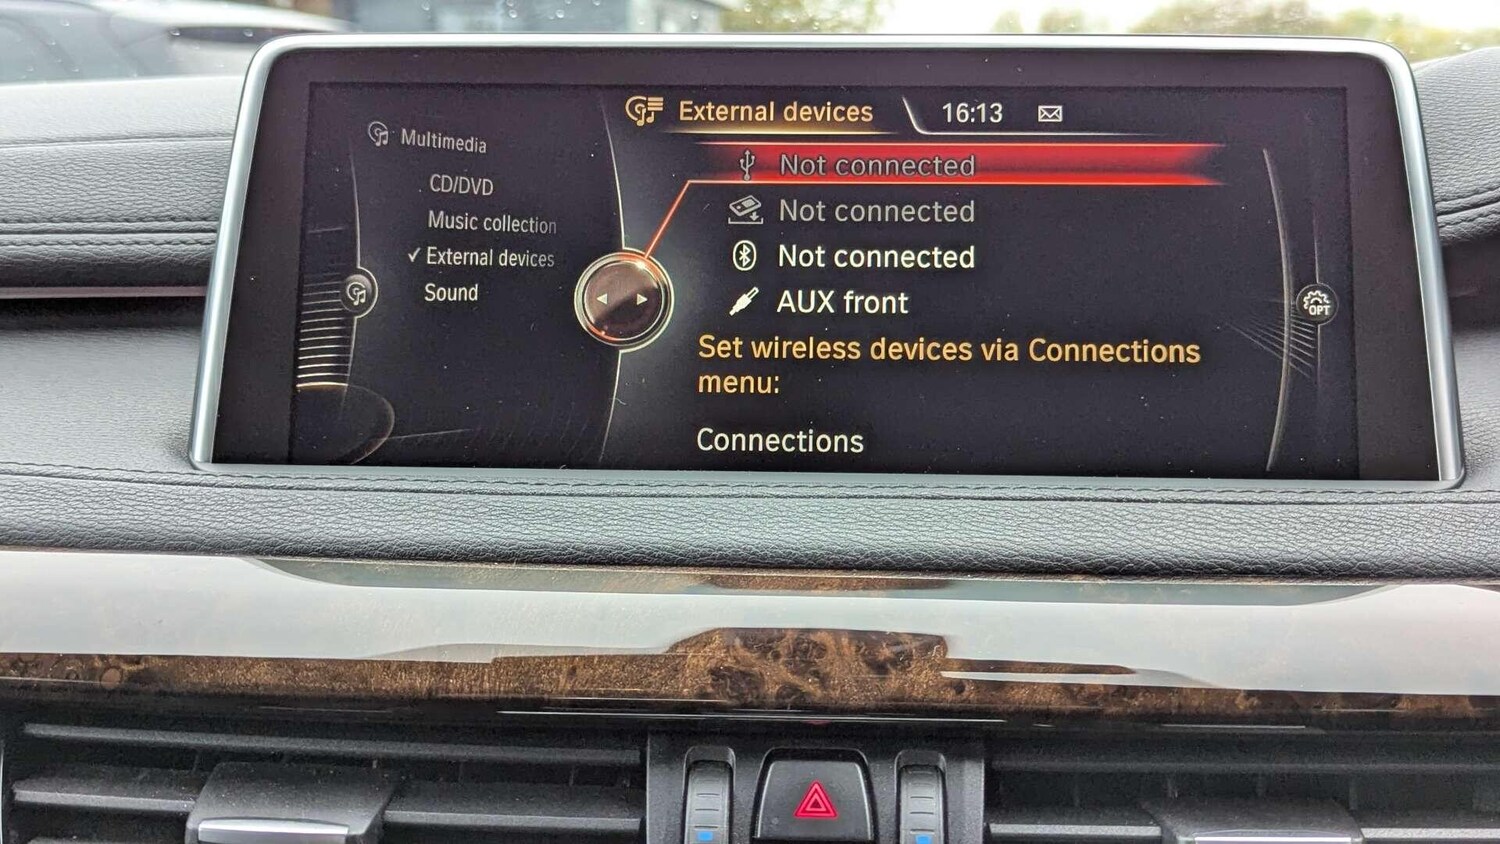 External devices 16:13
Multimedia
CD/DVD
Music collection
✓ External devices
Sound
Not connected
Not connected
Not connected
AUX front
Set wireless devices via Connections
menu:
Connections
OPT